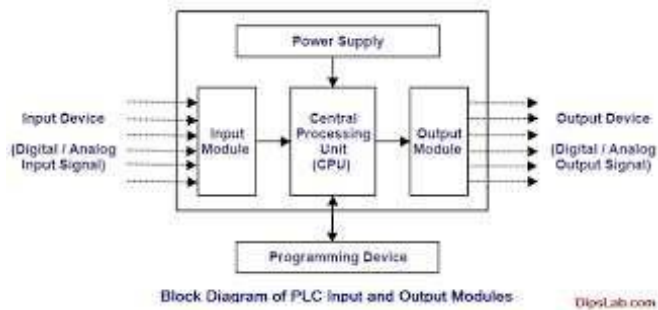 Power Supply
Input Device
(Digital / Analog
Input Signal)
Input
Module
Central
Processing
Unit
(CPU)
Output
Module
Output Device
(Digital / Analog
Output Signal)
Programming Device
Block Diagram of PLC Input and Output Modules
DipsLab.com